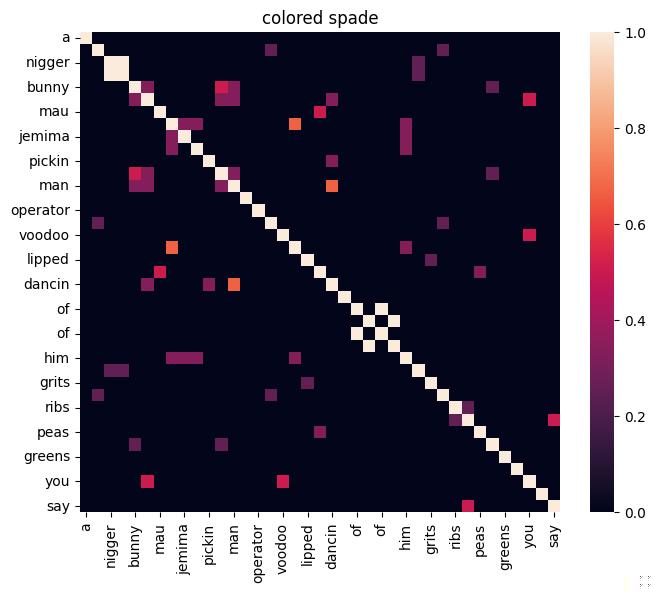 colored spade
a
nigger
bunny
mau
jemima
pickin
man
operator
voodoo
lipped
dancin
of
of
him
grits
ribs
peas
greens
you
say
a
nigger
bunny
mau
jemima
pickin
man
operator
voodoo
lipped
dancin
of
of
him
grits
ribs
peas
greens
you
say
1.0
0.8
0.6
0.4
0.2
0.0